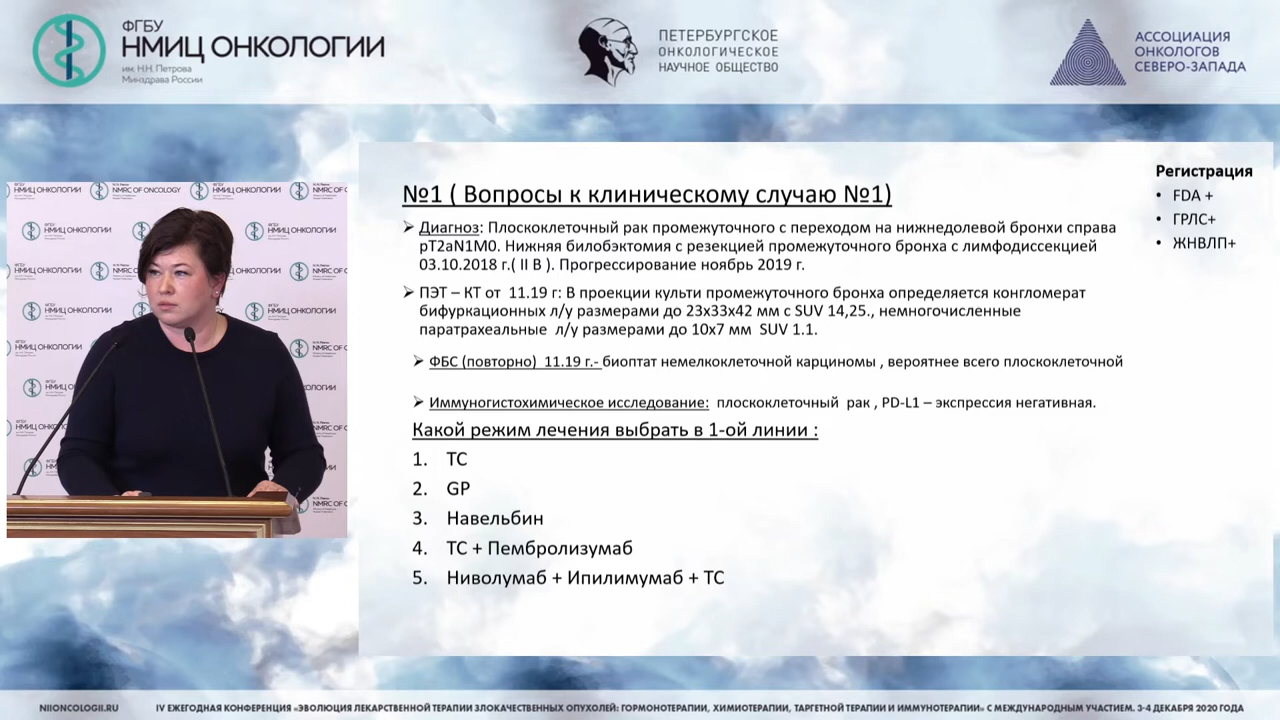 ФГБУ
НМИЦ ОНКОЛОГИИ
им. Н.Н. Петрова
Минздрава России
ПЕТЕРБУРГСКОЕ
ОНКОЛОГИЧЕСКОЕ
НАУЧНОЕ ОБЩЕСТВО
АССОЦИАЦИЯ
ОНКОЛОГОВ
СЕВЕРО-ЗАПАДА
№1 ( Вопросы к клиническому случаю №1)
Диагноз: Плоскоклеточный рак промежуточного с переходом на нижнедолевой бронхи справа
pT2aN1M0. Нижняя билобэктомия с резекцией промежуточного бронха с лимфодиссекцией
03.10.2018 г.( II B ). Прогрессирование ноябрь 2019 г.
ПЭТ – КТ от 11.19 г: В проекции культи промежуточного бронха определяется конгломерат
бифуркационных л/у размерами до 23х33х42 мм с SUV 14,25., немногочисленные
паратрахеальные л/у размерами до 10х7 мм SUV 1.1.
ФБС (повторно) 11.19 г.- биоптат немелкоклеточной карциномы , вероятнее всего плоскоклеточной
Иммуногистохимическое исследование: плоскоклеточный рак , PD-L1 – экспрессия негативная.
Какой режим лечения выбрать в 1-ой линии :
1. ТС
2. GP
3. Навельбин
4. ТС + Пембролизумаб
5. Ниволумаб + Ипилимумаб + ТС
Регистрация
• FDA +
• ГРЛС+
• ЖНВЛП+
NIIONCOLOGII.RU
IV ЕЖЕГОДНАЯ КОНФЕРЕНЦИЯ «ЭВОЛЮЦИЯ ЛЕКАРСТВЕННОЙ ТЕРАПИИ ЗЛОКАЧЕСТВЕННЫХ ОПУХОЛЕЙ: ГОРМОНОТЕРАПИИ, ХИМИОТЕРАПИИ, ТАРГЕТНОЙ ТЕРАПИИ И ИММУНОТЕРАПИИ» С МЕЖДУНАРОДНЫМ УЧАСТИЕМ. 3-4 ДЕКАБРЯ 2020 ГОДА